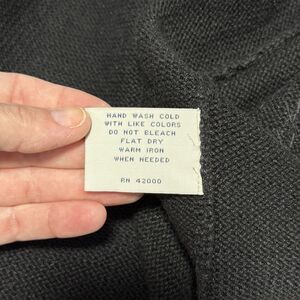 HAND WASH COLD
WITH LIKE COLORS
DO NOT BLEACH
FLAT DRY
WARM IRON
WHEN NEEDED
RN 42000